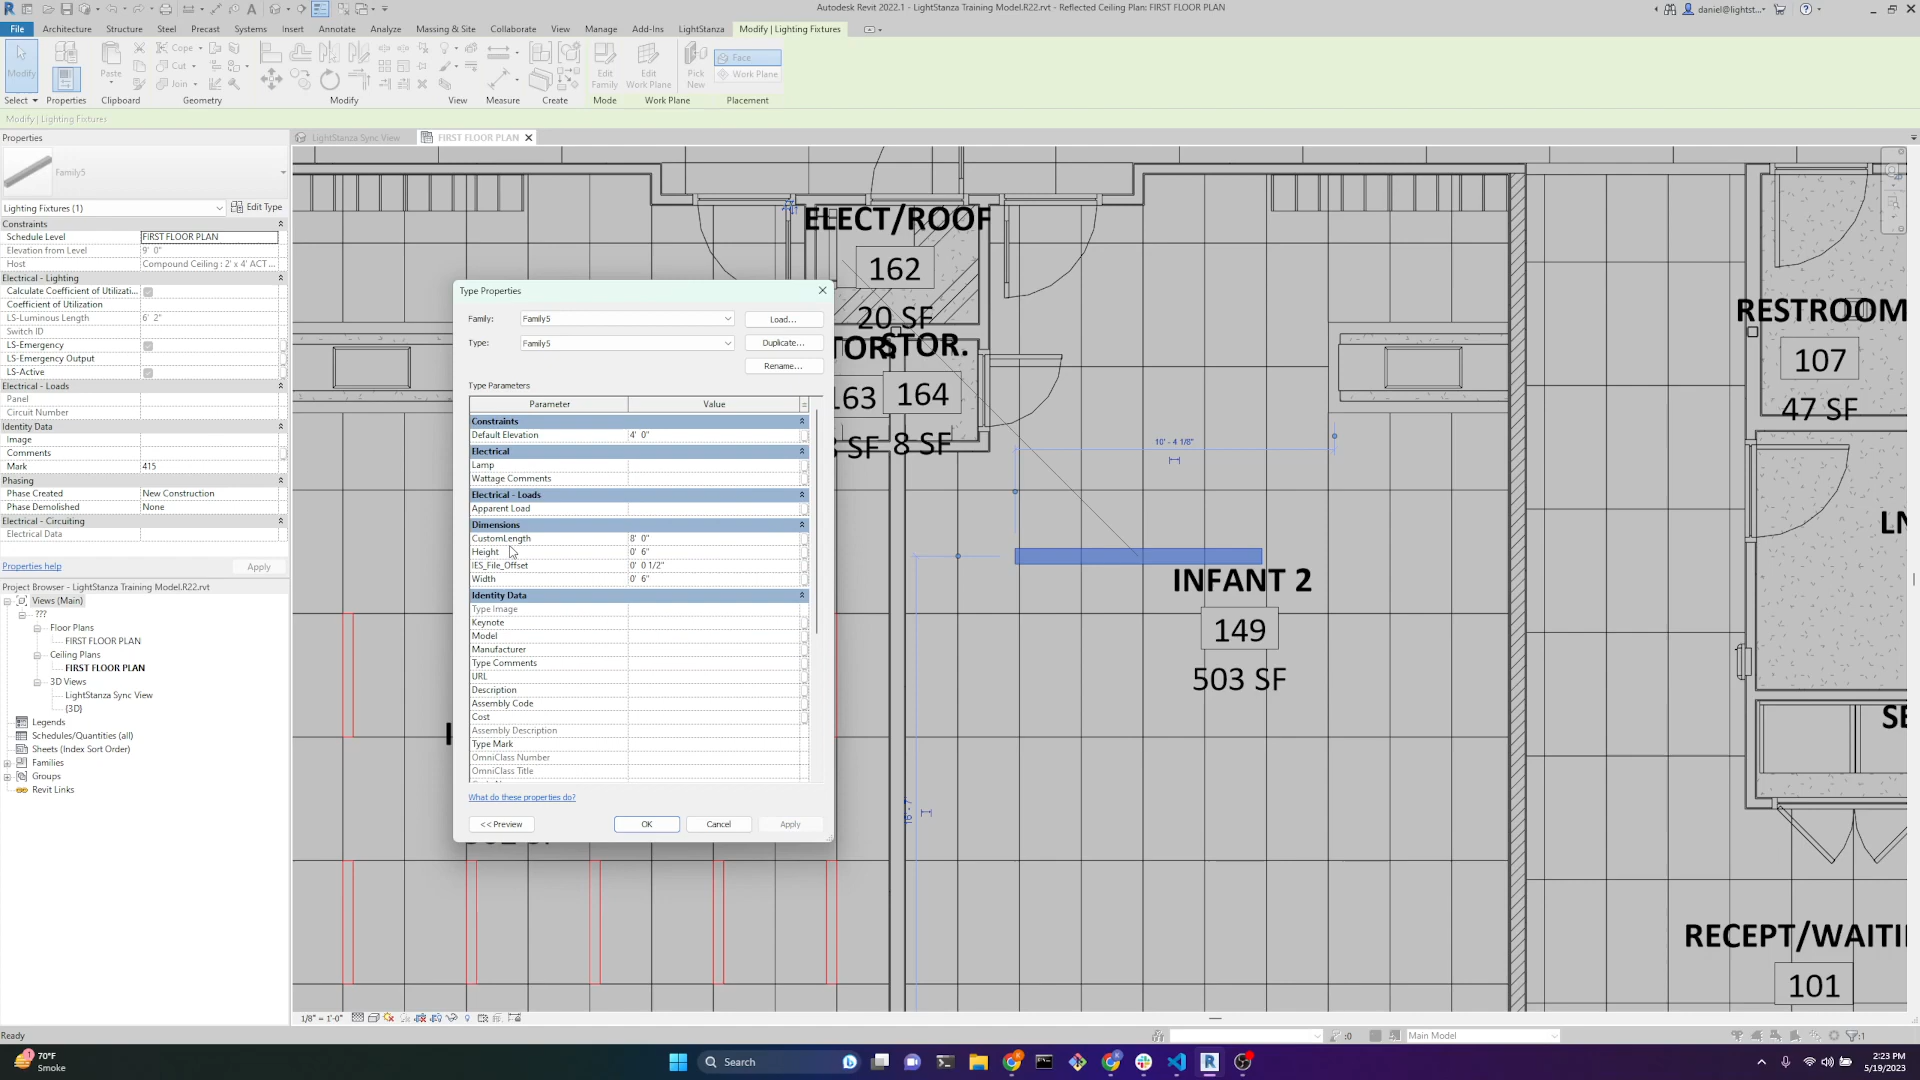 Autodesk Revit 2022.1 - LightStanza Training Model.R22.rvt - Reflected Ceiling Plan: FIRST FLOOR PLAN
daniel@lightst...
File Architecture Structure Steel Precast Systems Insert Annotate Analyze Massing & Site Collaborate View Manage Add-Ins LightStanza Modify | Lighting Fixtures
Modify
Paste
Cope
Cut
Join
Edit Family
Edit Work Plane
Pick New
Face
Work Plane
Select Properties Clipboard Geometry Modify View Measure Create Mode Work Plane Placement
Modify | Lighting Fixtures
Properties
Family5
Lighting Fixtures (1) Edit Type
Constraints
Schedule Level FIRST FLOOR PLAN
Elevation from Level 9' 0"
Host Compound Ceiling : 2' x 4' ACT ...
Electrical - Lighting
Calculate Coefficient of Utilizati...
Coefficient of Utilization
LS-Luminous Length 6' 2"
Switch ID
LS-Emergency
LS-Emergency Output
LS-Active
Electrical - Loads
Panel
Circuit Number
Identity Data
Image
Comments
Mark 415
Phasing
Phase Created New Construction
Phase Demolished None
Electrical - Circuiting
Electrical Data
Properties help Apply
Project Browser - LightStanza Training Model.R22.rvt
Views (Main)
???
Floor Plans
FIRST FLOOR PLAN
Ceiling Plans
FIRST FLOOR PLAN
3D Views
LightStanza Sync View
{3D}
Legends
Schedules/Quantities (all)
Sheets (Index Sort Order)
Families
Groups
Revit Links
LightStanza Sync View FIRST FLOOR PLAN
Type Properties
Family: Family5 Load...
Type: Family5 Duplicate...
Rename...
Type Parameters
Parameter Value =
Constraints
Default Elevation 4' 0"
Electrical
Lamp
Wattage Comments
Electrical - Loads
Apparent Load
Dimensions
CustomLength 8' 0"
Height 0' 6"
IES_File_Offset 0' 0 1/2"
Width 0' 6"
Identity Data
Type Image
Keynote
Model
Manufacturer
Type Comments
URL
Description
Assembly Code
Cost
Assembly Description
Type Mark
OmniClass Number
OmniClass Title
What do these properties do?
<< Preview OK Cancel Apply
ELECT/ROOF
162
20 SF
STOR.
163
164
SF
8 SF
10' - 4 1/8"
16' - 7"
INFANT 2
149
503 SF
RESTROOM
107
47 SF
RECEPT/WAITI
101
1/8" = 1'-0"
Ready
:0
Main Model
:1
70°F
Smoke
Search
2:23 PM
5/19/2023